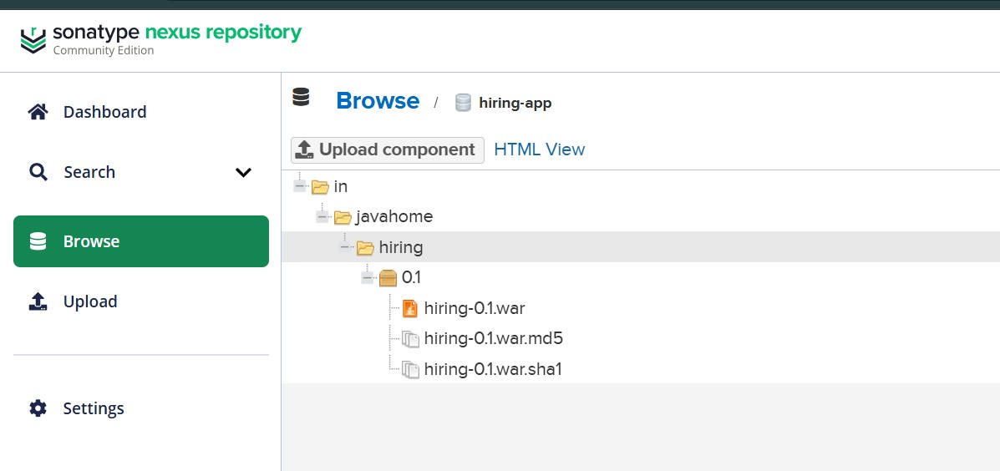 sonatype nexus repository
Community Edition
Dashboard
Search
Browse
Upload
Settings
Browse / hiring-app
Upload component HTML View
in
javahome
hiring
0.1
hiring-0.1.war
hiring-0.1.war.md5
hiring-0.1.war.sha1